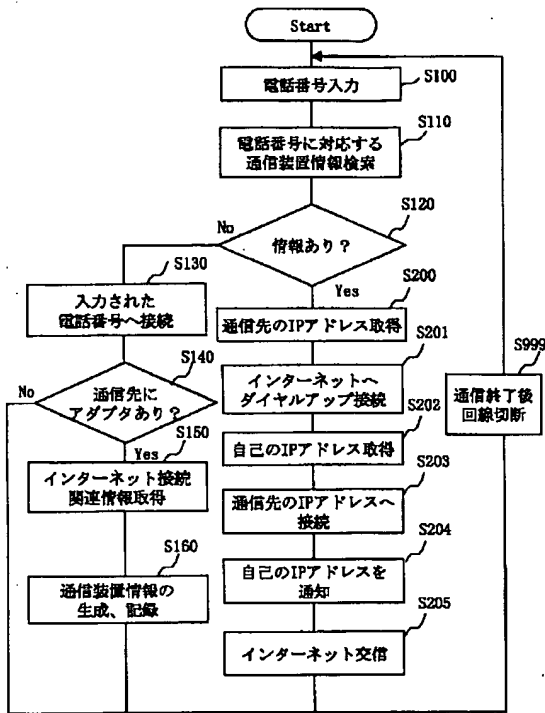 Start
S100
電話番号入力
S110
電話番号に対応する
通信装置情報検索
S120
No
情報あり?
Yes
S130
入力された
電話番号へ接続
S200
通信先のIPアドレス取得
S140
No
通信先に
アダプタあり?
Yes
S201
インターネットへ
ダイヤルアップ接続
S999
通信終了後
回線切断
S202
自己のIPアドレス取得
S150
インターネット接続
関連情報取得
S203
通信先のIPアドレスへ
接続
S204
自己のIPアドレスを
通知
S160
通信装置情報の
生成、記録
S205
インターネット交信